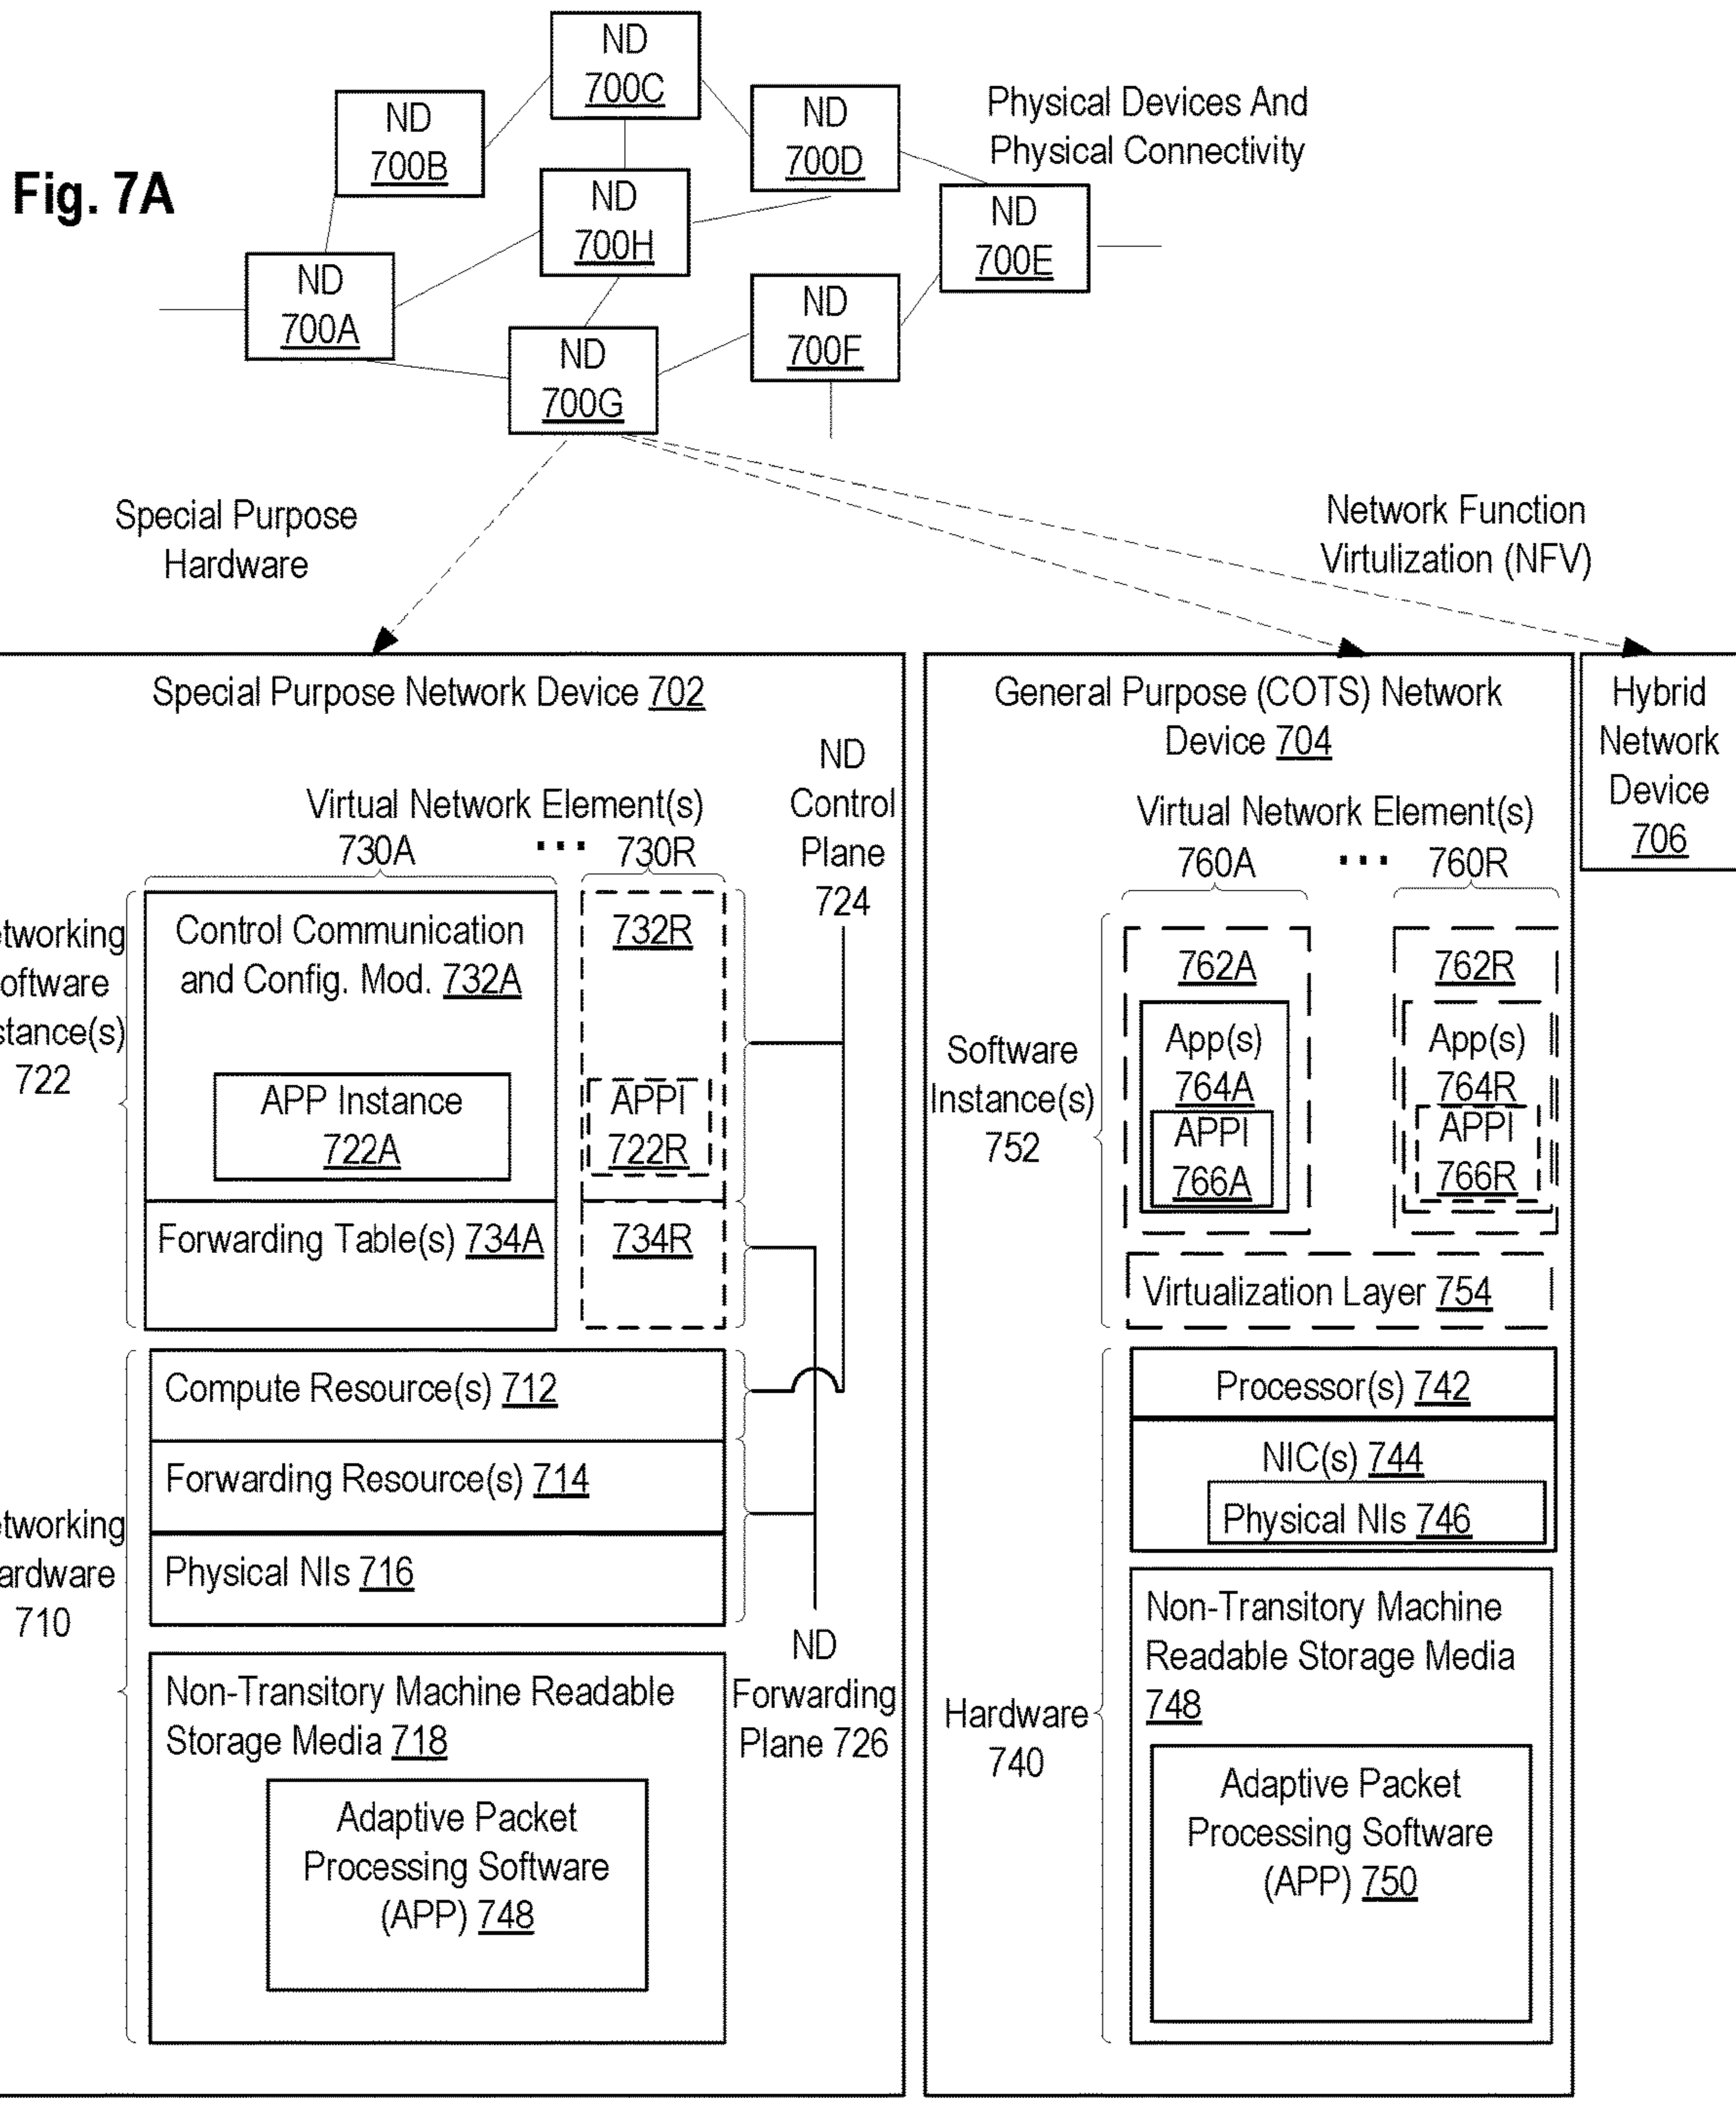 ND
700C
ND
700B
ND
700D
Physical Devices And
Physical Connectivity
Fig. 7A
ND
700H
ND
700E
ND
700A
ND
700F
ND
700G
Special Purpose
Hardware
Network Function
Virtulization (NFV)
Special Purpose Network Device 702
ND
Control
Plane
724
Virtual Network Element(s)
730A ... 730R
etworking
oftware
stance(s)
722
Control Communication
and Config. Mod. 732A
APP Instance
722A
732R
APPI
722R
Forwarding Table(s) 734A
734R
etworking
ardware
710
Compute Resource(s) 712
Forwarding Resource(s) 714
Physical NIs 716
ND
Forwarding
Plane 726
Non-Transitory Machine Readable
Storage Media 718
Adaptive Packet
Processing Software
(APP) 748
General Purpose (COTS) Network
Device 704
Virtual Network Element(s)
760A ... 760R
Software
Instance(s)
752
762A
App(s)
764A
APPI
766A
762R
App(s)
764R
APPI
766R
Virtualization Layer 754
Hardware
740
Processor(s) 742
NIC(s) 744
Physical NIs 746
Non-Transitory Machine
Readable Storage Media
748
Adaptive Packet
Processing Software
(APP) 750
Hybrid
Network
Device
706